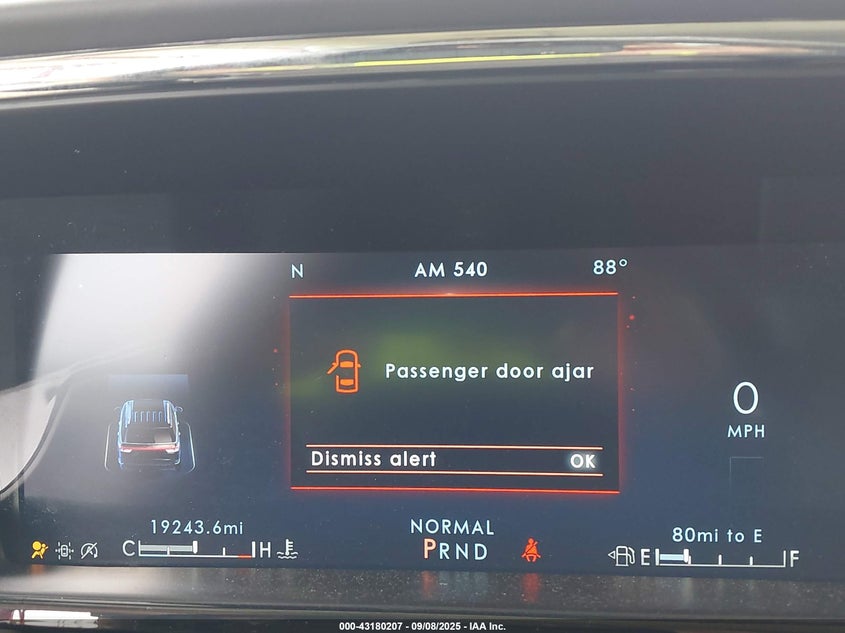 N AM 540 88°
Passenger door ajar
Dismiss alert OK
0
MPH
19243.6mi NORMAL 80mi to E
C H PRND E F
000-43180207 - 09/08/2025 - IAA Inc.